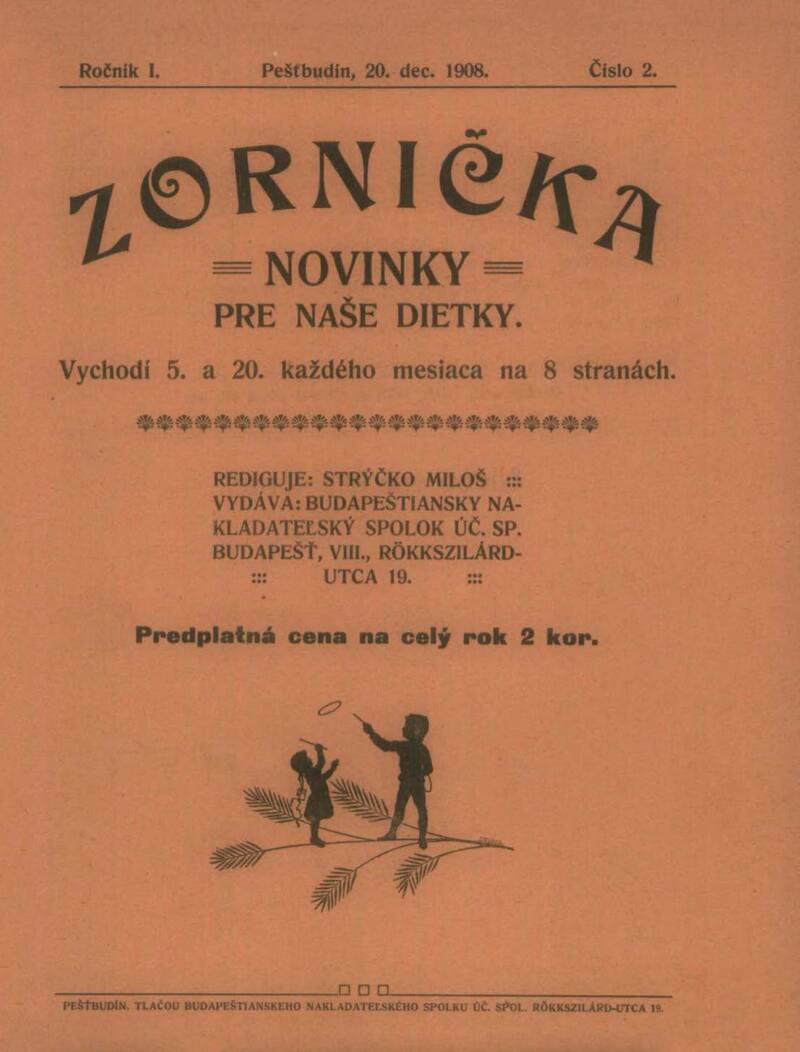 Ročník I. Pešťbudín, 20. dec. 1908. Číslo 2.
ZORNIČKA
NOVINKY
PRE NAŠE DIETKY.
Vychodí 5. a 20. každého mesiaca na 8 stranách.
REDIGUJE: STRÝČKO MILOŠ :::
VYDÁVA: BUDAPEŠTIANSKY NA-
KLADATEĽSKÝ SPOLOK ÚČ. SP.
BUDAPEŠŤ, VIII., RÖKKSZILÁRD-
::: UTCA 19. :::
Predplatná cena na celý rok 2 kor.
PEŠŤBUDÍN. TLAČOU BUDAPEŠTIANSKEHO NAKLADATEĽSKÉHO SPOLKU ÚČ. SPOL. RÖKKSZILÁRD-UTCA 19.